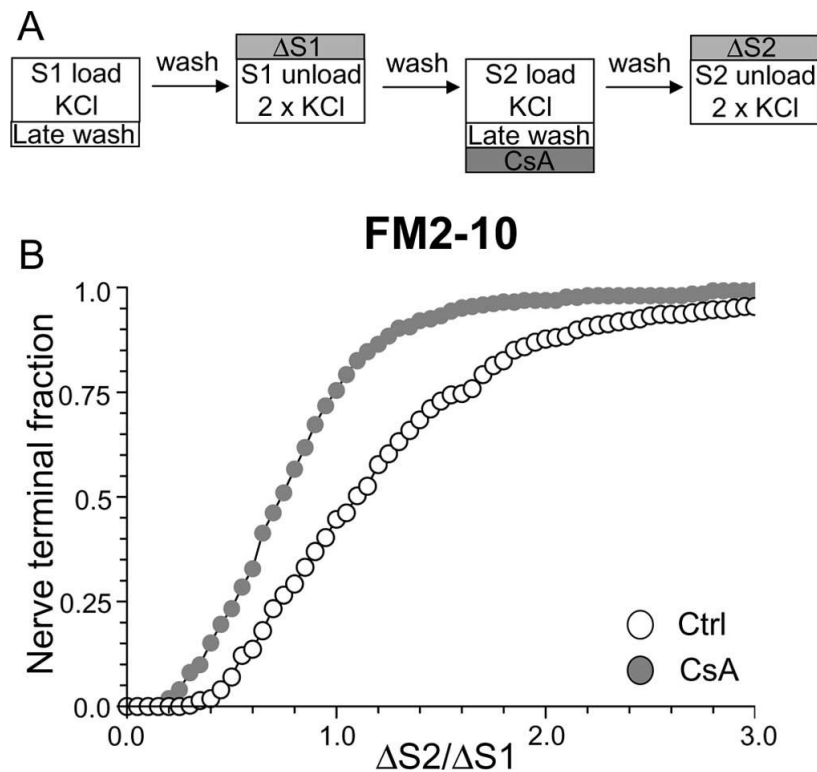 A
S1 load
KCl
Late wash
wash
ΔS1
S1 unload
2 x KCl
wash
S2 load
KCl
Late wash
CsA
wash
ΔS2
S2 unload
2 x KCl
FM2-10
B
Nerve terminal fraction
1.0
0.75
0.5
0.25
0.0
0.0 1.0 2.0 3.0
ΔS2/ΔS1
Ctrl
CsA